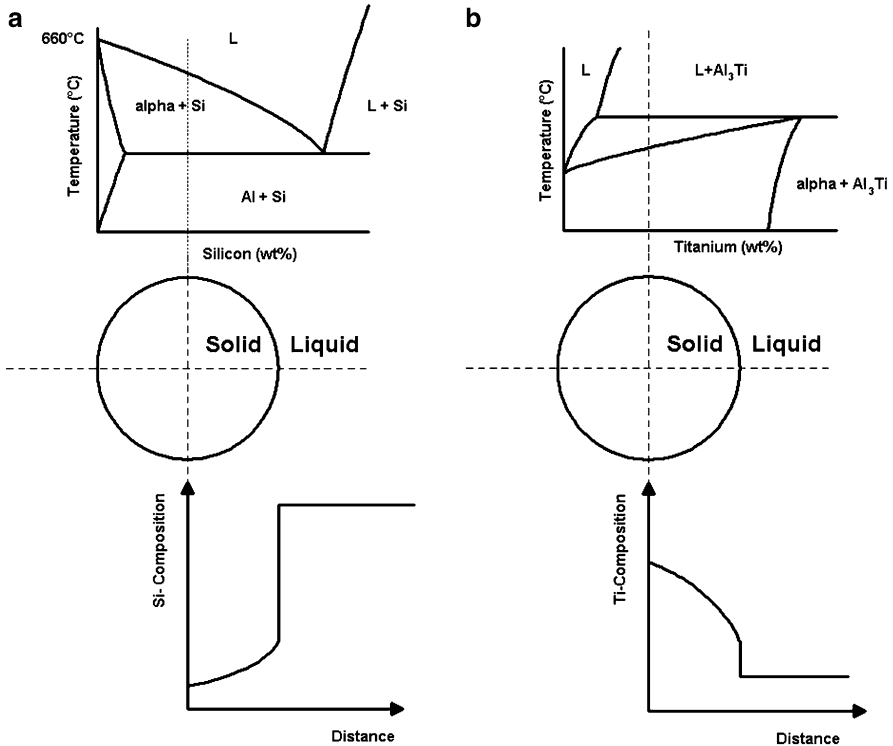 a
660°C
L
alpha + Si
L + Si
Al + Si
Temperature (°C)
Silicon (wt%)
Solid
Liquid
Si- Composition
Distance
b
L
L+Al₃Ti
alpha + Al₃Ti
Temperature (°C)
Titanium (wt%)
Solid
Liquid
Ti-Composition
Distance